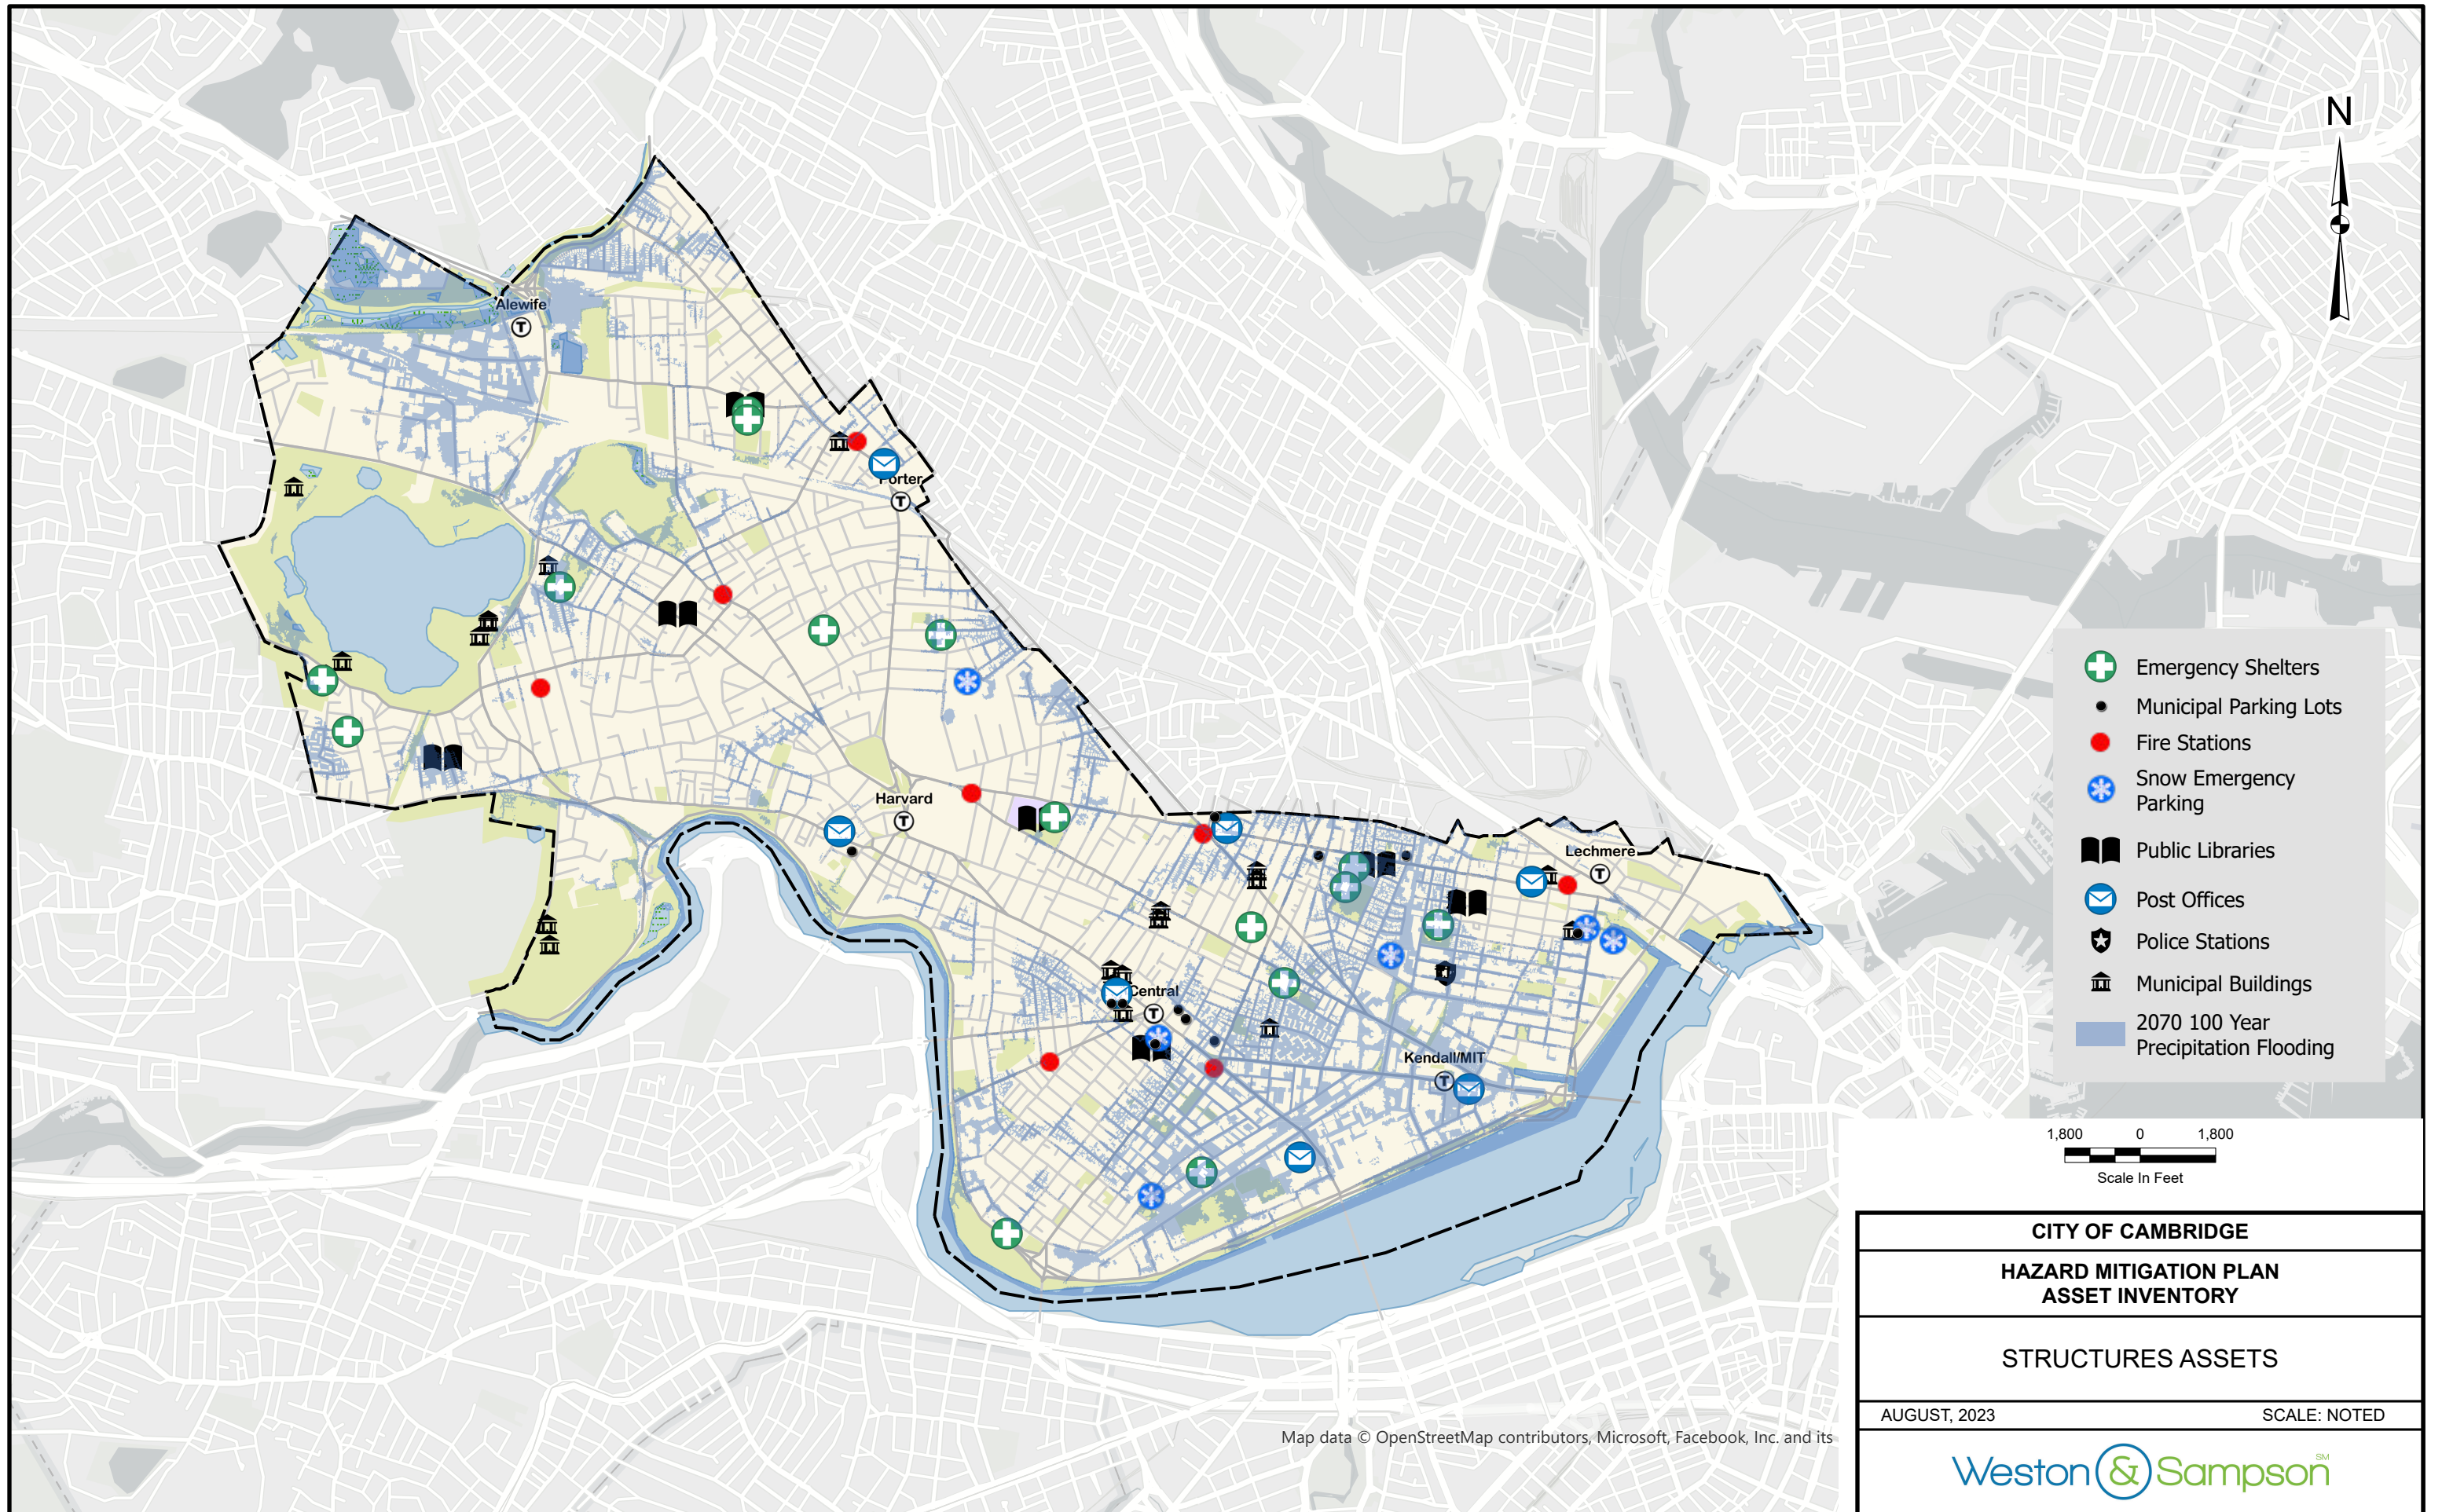 N
Alewife
T
Porter
T
Harvard
T
Lechmere
T
Central
T
Kendall/MIT
T
Emergency Shelters
Municipal Parking Lots
Fire Stations
Snow Emergency
Parking
Public Libraries
Post Offices
Police Stations
Municipal Buildings
2070 100 Year
Precipitation Flooding
1,800 0 1,800
Scale In Feet
CITY OF CAMBRIDGE
HAZARD MITIGATION PLAN
ASSET INVENTORY
STRUCTURES ASSETS
AUGUST, 2023 SCALE: NOTED
Map data © OpenStreetMap contributors, Microsoft, Facebook, Inc. and its
Weston & Sampson SM